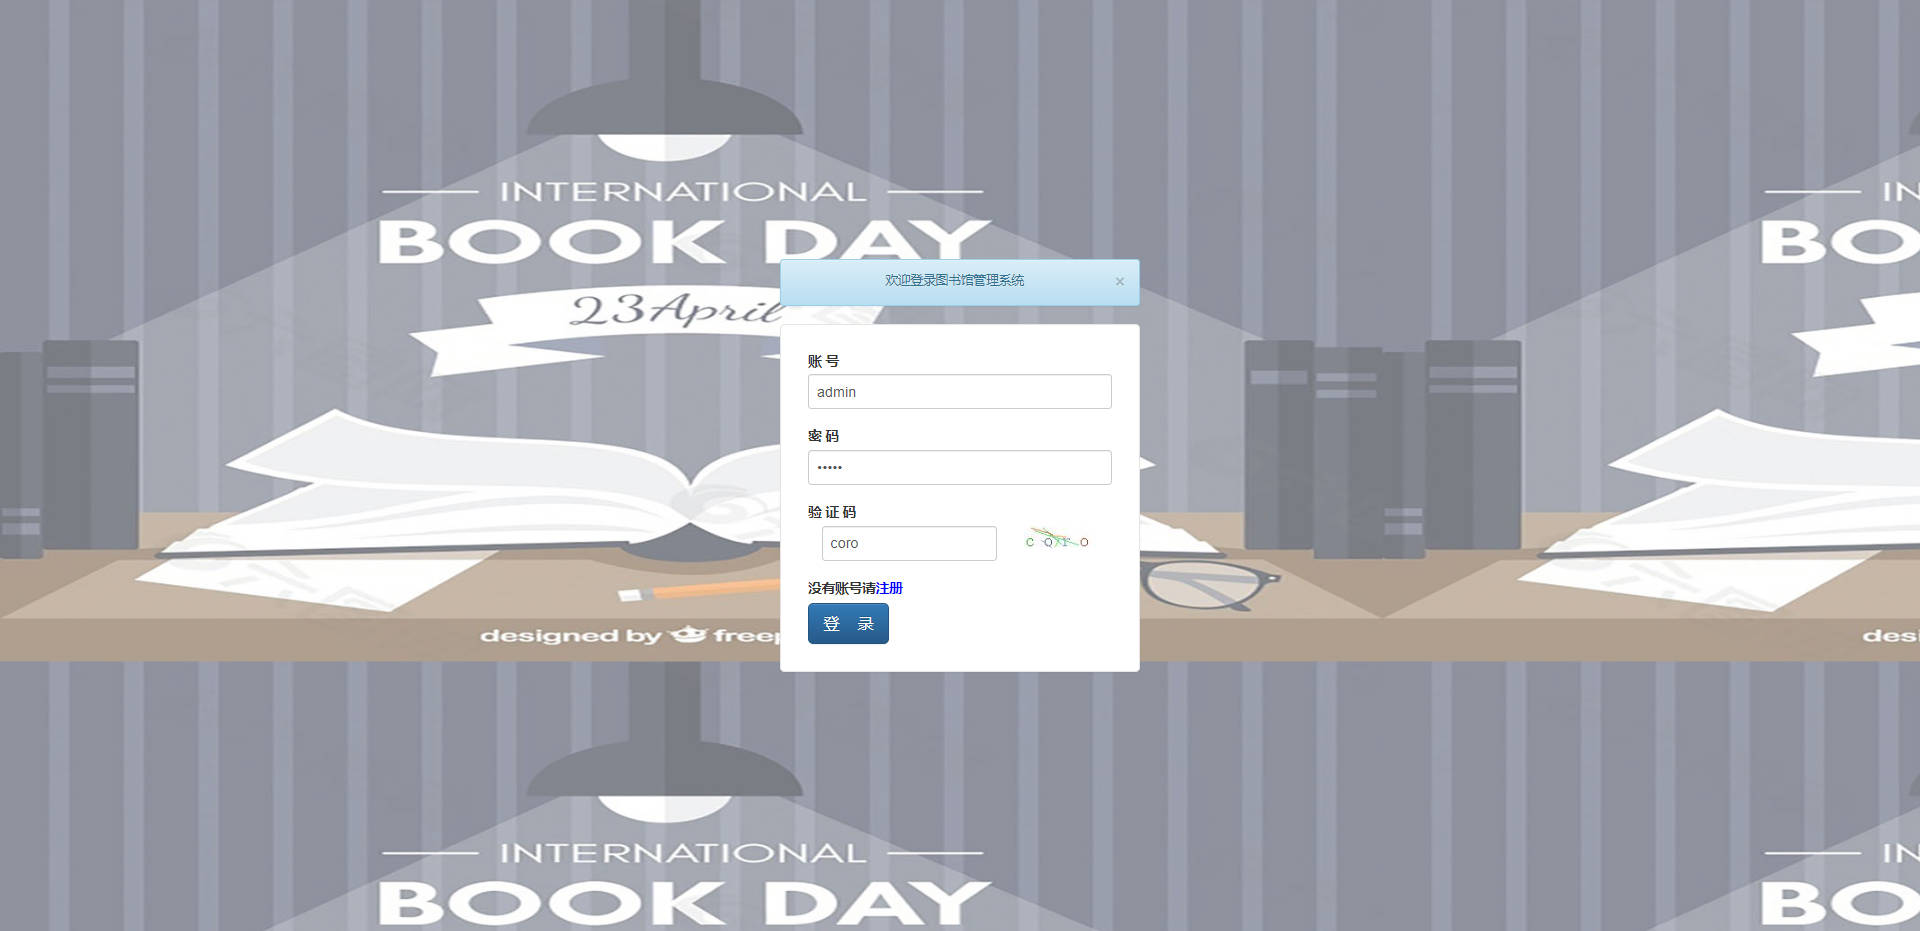 INTERNATIONAL
IN
BOOK DAY
BO
欢迎登录图书馆管理系统 ×
23April
账 号
admin
密 码
•••••
验 证 码
coro
没有账号请注册
登 录
designed by freep
desi
INTERNATIONAL
IN
BOOK DAY
BO